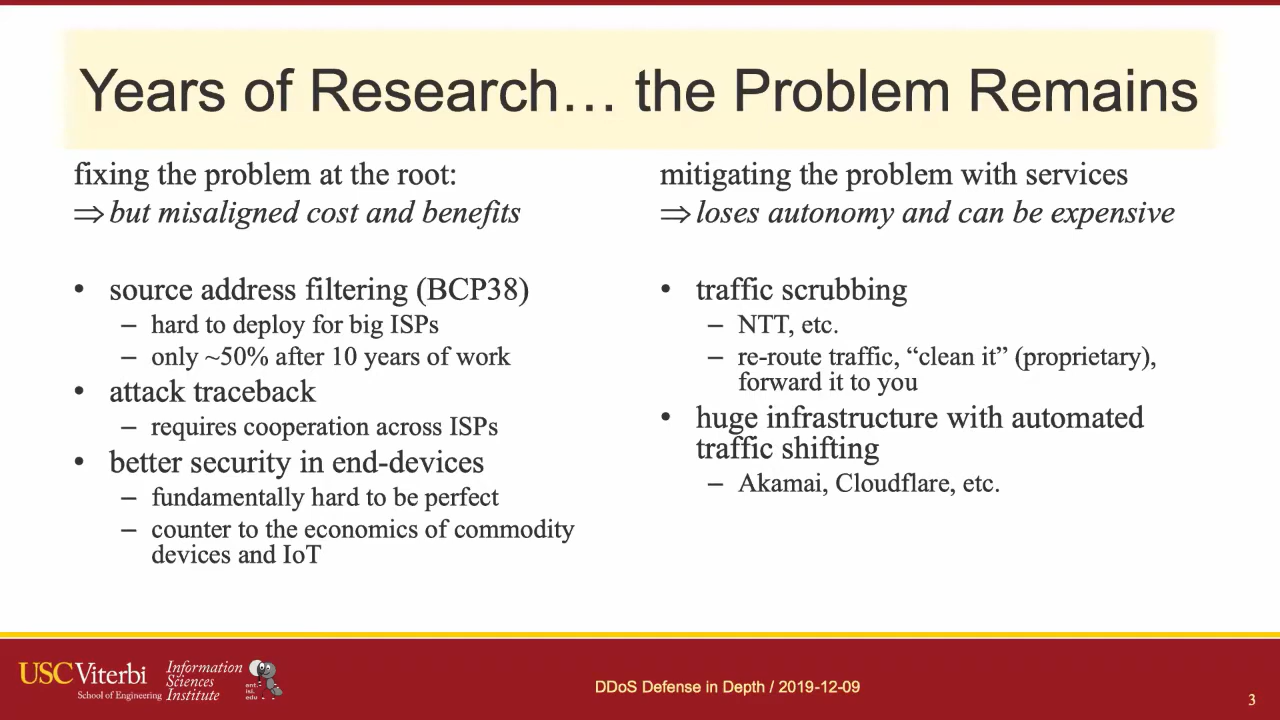 Years of Research… the Problem Remains
fixing the problem at the root:
⇒ but misaligned cost and benefits
• source address filtering (BCP38)
– hard to deploy for big ISPs
– only ~50% after 10 years of work
• attack traceback
– requires cooperation across ISPs
• better security in end-devices
– fundamentally hard to be perfect
– counter to the economics of commodity
devices and IoT
mitigating the problem with services
⇒ loses autonomy and can be expensive
• traffic scrubbing
– NTT, etc.
– re-route traffic, “clean it” (proprietary),
forward it to you
• huge infrastructure with automated
traffic shifting
– Akamai, Cloudflare, etc.
USC Viterbi
School of Engineering
Information
Sciences
Institute
ant.
isi.
edu
DDoS Defense in Depth / 2019-12-09
3